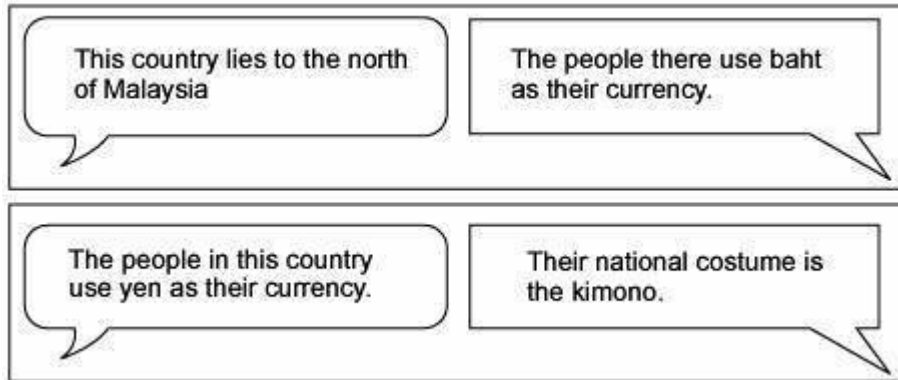 This country lies to the north
of Malaysia
The people there use baht
as their currency.
The people in this country
use yen as their currency.
Their national costume is
the kimono.